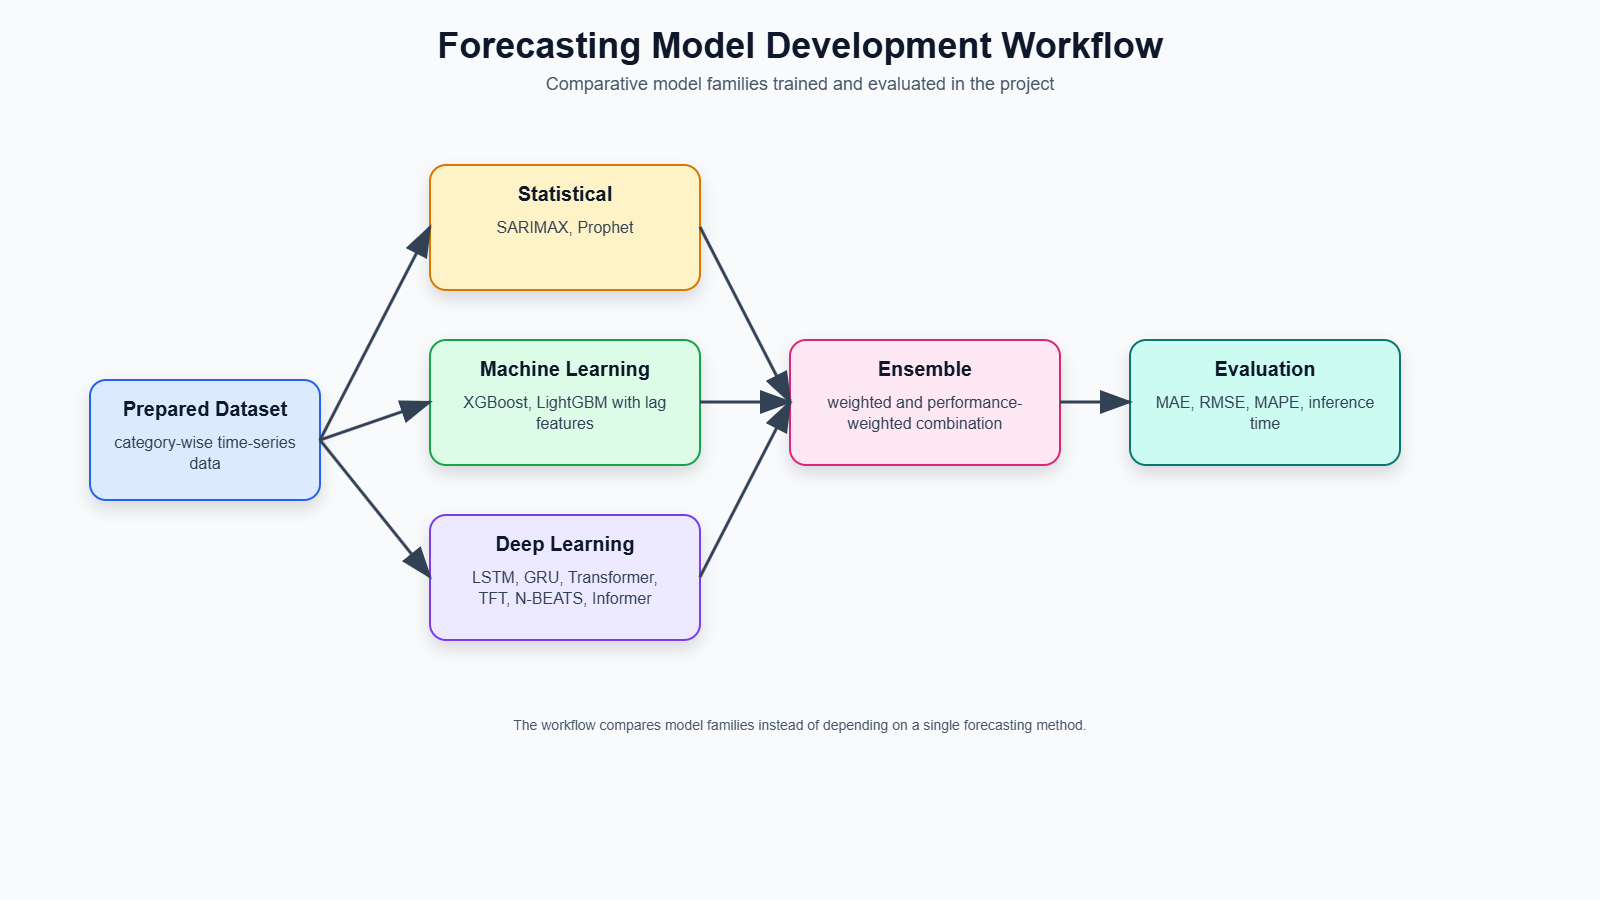 Forecasting Model Development Workflow
Comparative model families trained and evaluated in the project
Statistical
SARIMAX, Prophet
Prepared Dataset
category-wise time-series
data
Machine Learning
XGBoost, LightGBM with lag
features
Deep Learning
LSTM, GRU, Transformer,
TFT, N-BEATS, Informer
Ensemble
weighted and performance-
weighted combination
Evaluation
MAE, RMSE, MAPE, inference
time
The workflow compares model families instead of depending on a single forecasting method.